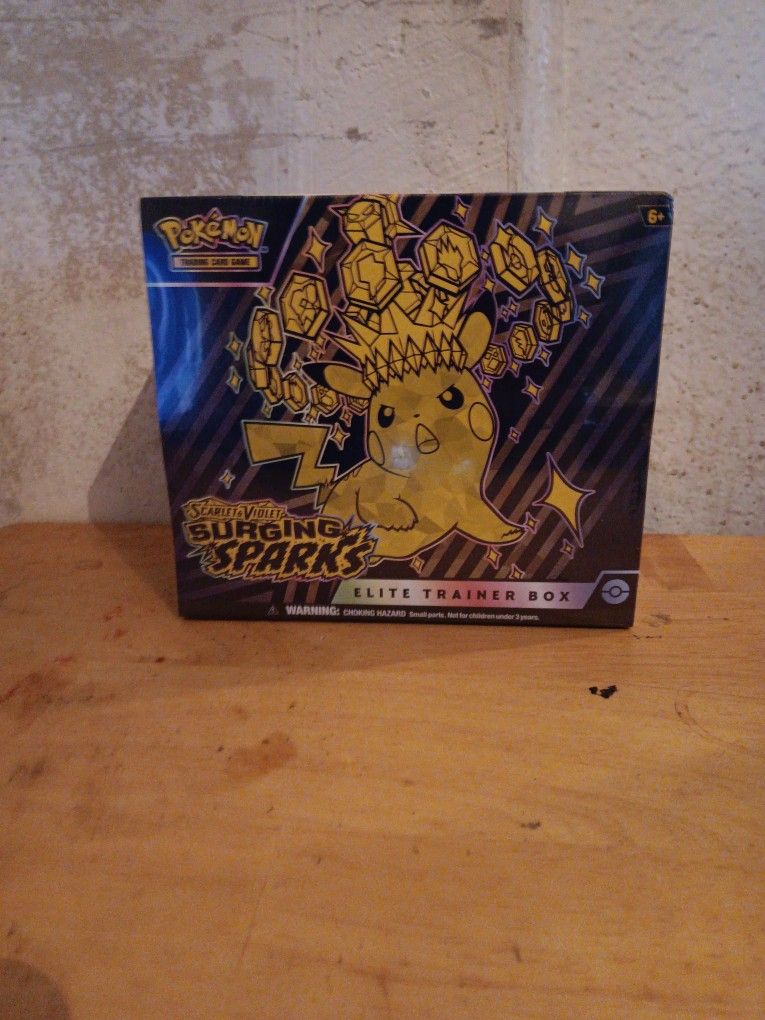 POKéMON
TRADING CARD GAME
6+
SCARLET & VIOLET
SURGING
SPARKS
ELITE TRAINER BOX
⚠ WARNING: CHOKING HAZARD Small parts. Not for children under 3 years.